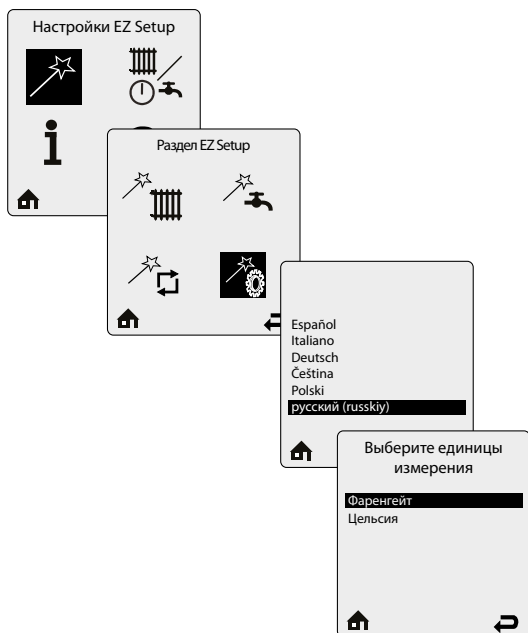 Настройки EZ Setup
Раздел EZ Setup
Español
Italiano
Deutsch
Čeština
Polski
русский (russkiy)
Выберите единицы
измерения
Фаренгейт
Цельсия